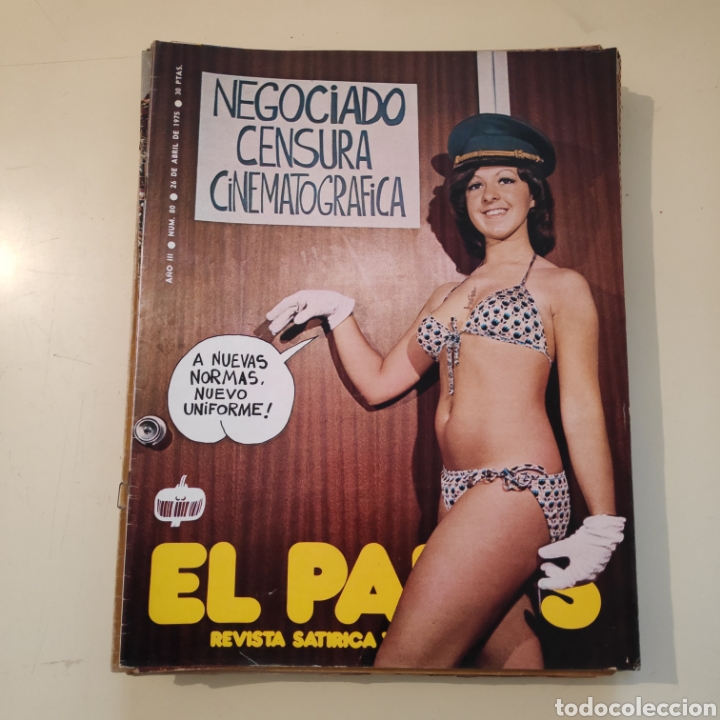 AÑO III ● NUM. 80 ● 26 DE ABRIL DE 1975 ● 30 PTAS.
NEGOCiADO
CENSURA
CiNEMATOGRAFiCA
A NUEVAS
NORMAS,
NUEVO
UNiFORME!
EL PA S
REVISTA SATIRICA
todocoleccion